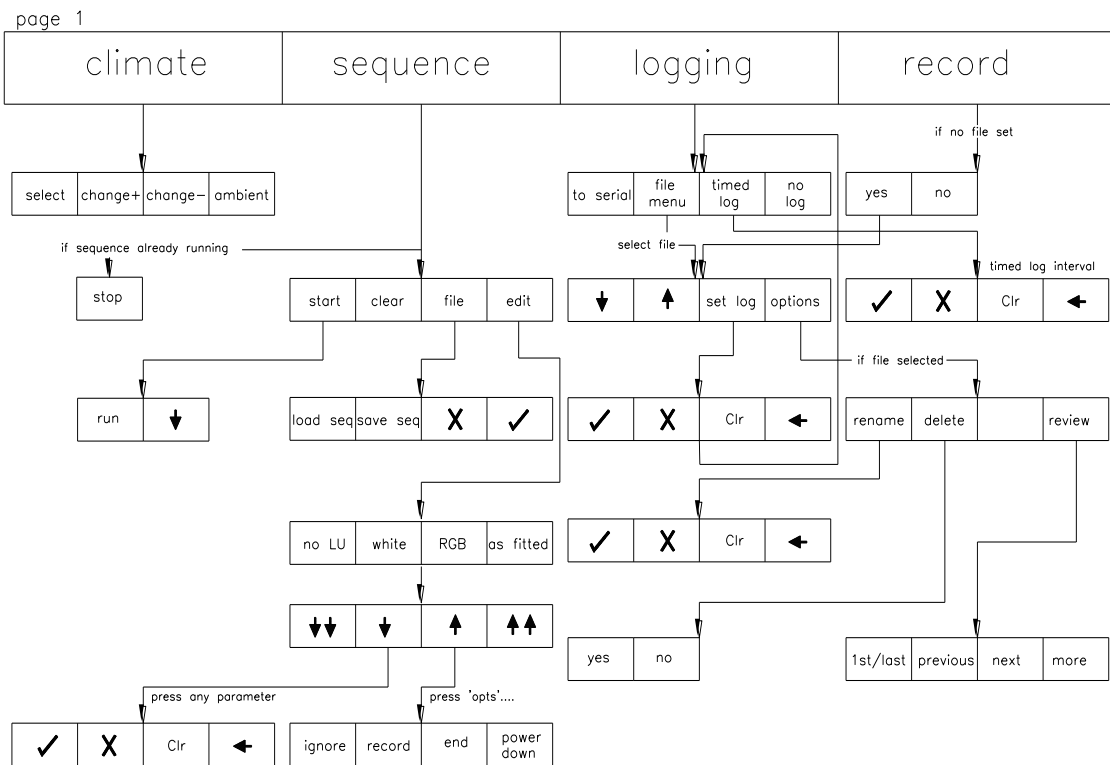 page 1
climate sequence logging record
if no file set
select change+ change- ambient
to serial file menu timed log no log
yes no
if sequence already running
select file
timed log interval
stop
start clear file edit
↓ ↑ set log options
✓ X Clr ←
if file selected
run ↓
load seq save seq X ✓
✓ X Clr ←
rename delete review
no LU white RGB as fitted
✓ X Clr ←
↓↓ ↓ ↑ ↑↑
yes no
1st/last previous next more
press any parameter
press 'opts'....
✓ X Clr ←
ignore record end power down